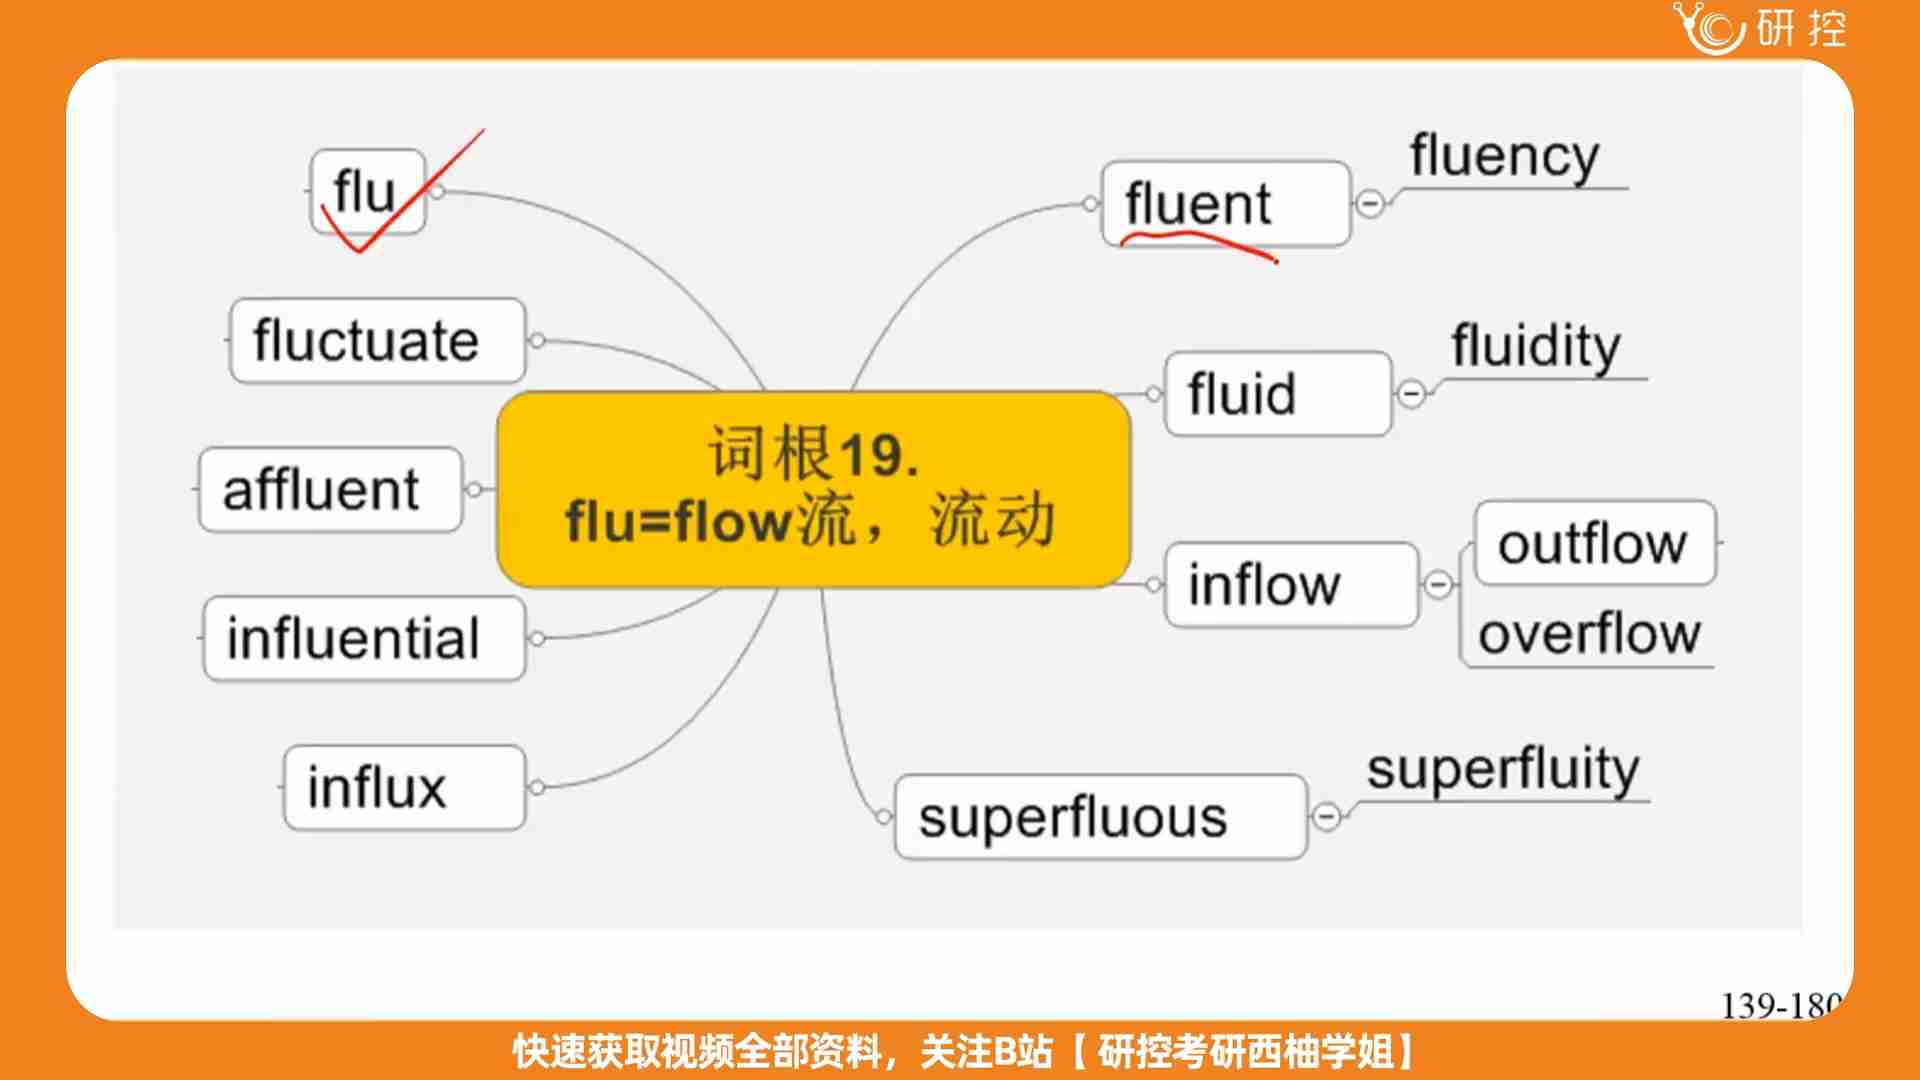 研控
flu
fluctuate
affluent
influential
influx
词根19.
flu=flow流，流动
fluent
fluency
fluid
fluidity
inflow
outflow
overflow
superfluous
superfluity
139-180
快速获取视频全部资料，关注B站【 研控考研西柚学姐】